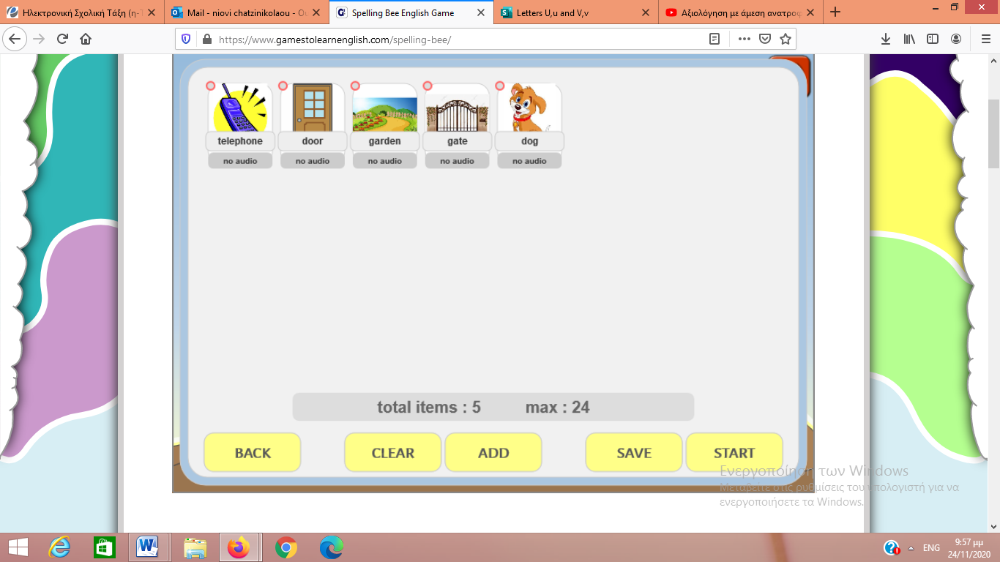 Ηλεκτρονική Σχολική Τάξη (η-Τ
Mail - niovi chatzinikolaou - Ou
Spelling Bee English Game
Letters U,u and V,v
Αξιολόγηση με άμεση ανατροφ
https://www.gamestolearnenglish.com/spelling-bee/
telephone door garden gate dog
no audio no audio no audio no audio no audio
total items : 5 max : 24
BACK CLEAR ADD SAVE START
Ενεργοποίηση των Windows
Μεταβείτε στις ρυθμίσεις του υπολογιστή για να
ενεργοποιήσετε τα Windows.
ENG
9:57 μμ
24/11/2020